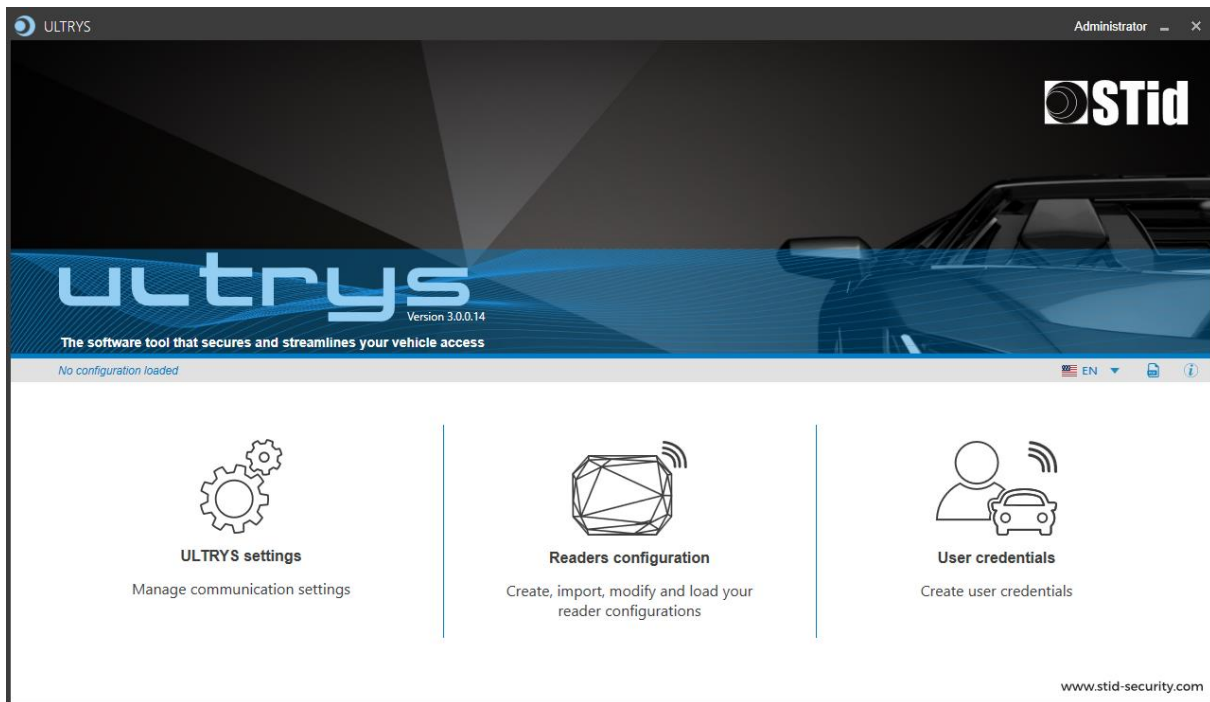 ULTRYS
Administrator
STid
ultrys
Version 3.0.0.14
The software tool that secures and streamlines your vehicle access
No configuration loaded
EN
ULTRYS settings
Manage communication settings
Readers configuration
Create, import, modify and load your
reader configurations
User credentials
Create user credentials
www.stid-security.com